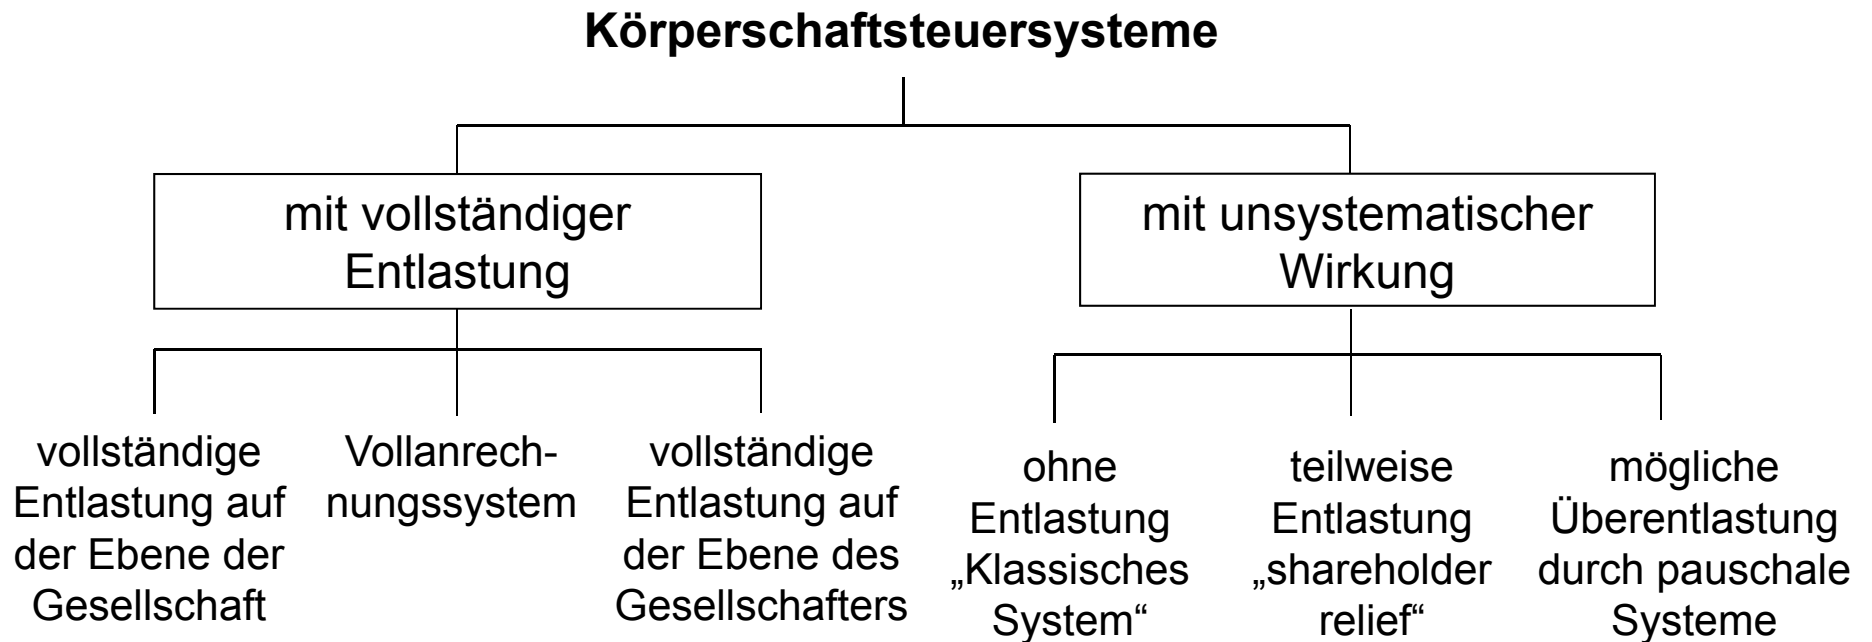 Körperschaftsteuersysteme
mit vollständiger
Entlastung
mit unsystematischer
Wirkung
vollständige
Entlastung auf
der Ebene der
Gesellschaft
Vollanrech-
nungssystem
vollständige
Entlastung auf
der Ebene des
Gesellschafters
ohne
Entlastung
„Klassisches
System“
teilweise
Entlastung
„shareholder
relief“
mögliche
Überentlastung
durch pauschale
Systeme